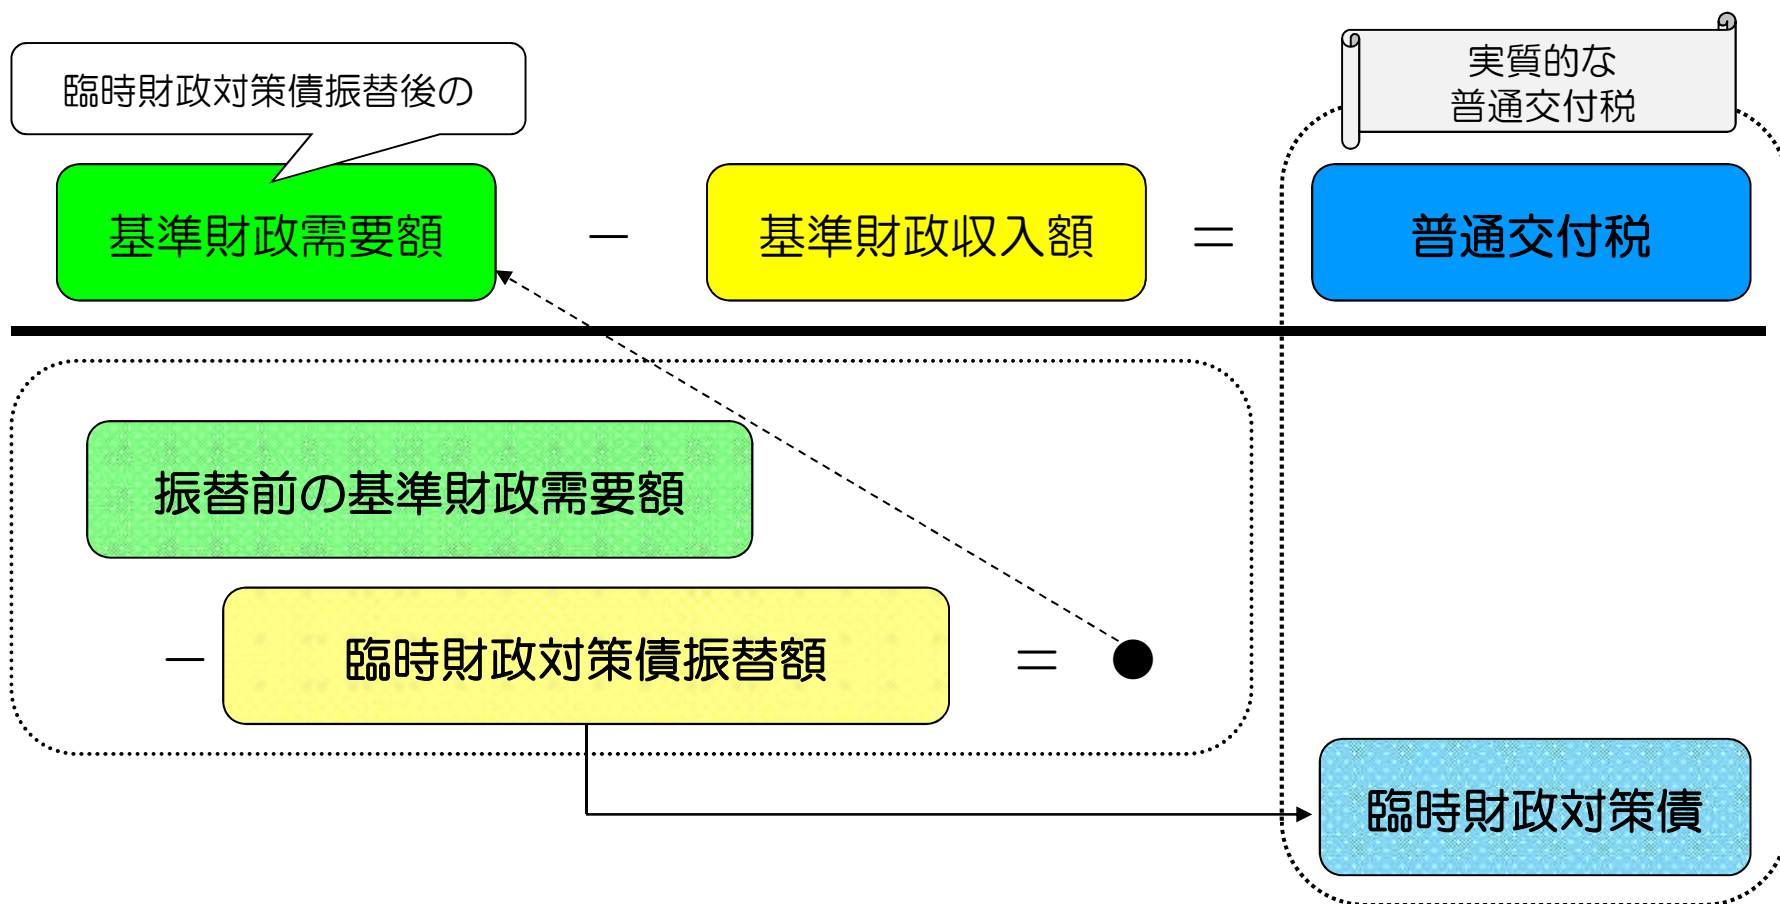 臨時財政対策債振替後の
実質的な
普通交付税
基準財政需要額
－
基準財政収入額
＝
普通交付税
振替前の基準財政需要額
－
臨時財政対策債振替額
＝
●
臨時財政対策債